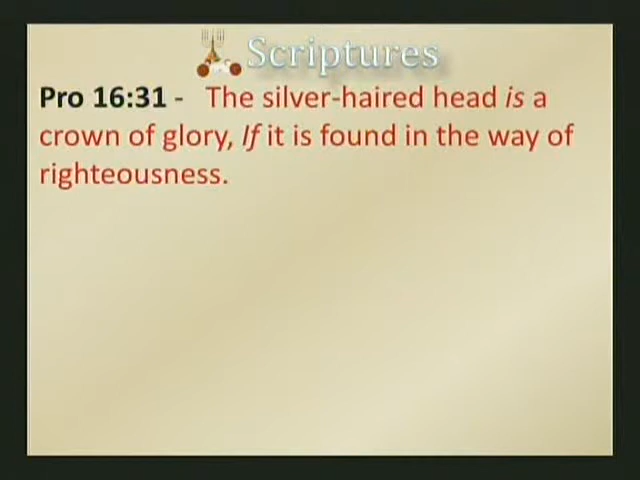 Scriptures
Pro 16:31 - The silver-haired head is a
crown of glory, If it is found in the way of
righteousness.